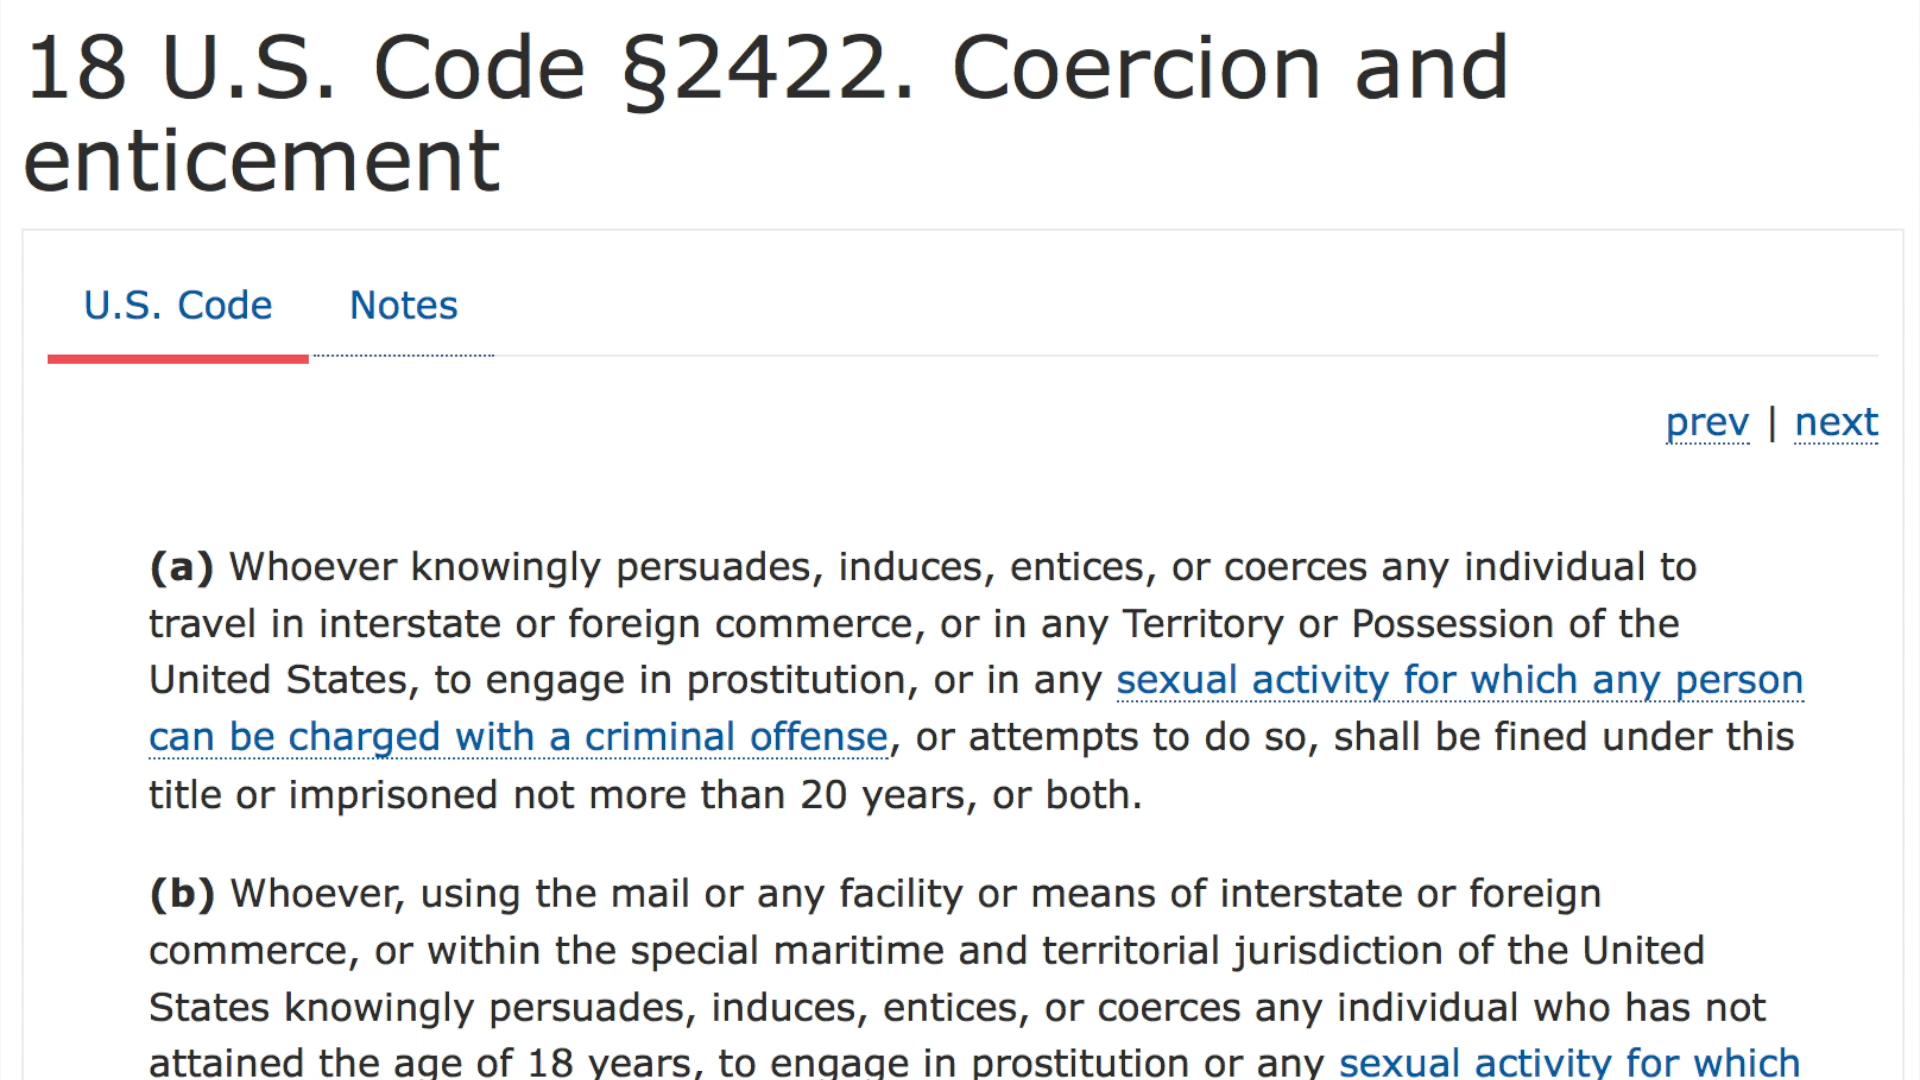 18 U.S. Code §2422. Coercion and
enticement
U.S. Code Notes
prev | next
(a) Whoever knowingly persuades, induces, entices, or coerces any individual to
travel in interstate or foreign commerce, or in any Territory or Possession of the
United States, to engage in prostitution, or in any sexual activity for which any person
can be charged with a criminal offense, or attempts to do so, shall be fined under this
title or imprisoned not more than 20 years, or both.
(b) Whoever, using the mail or any facility or means of interstate or foreign
commerce, or within the special maritime and territorial jurisdiction of the United
States knowingly persuades, induces, entices, or coerces any individual who has not
attained the age of 18 years, to engage in prostitution or any sexual activity for which